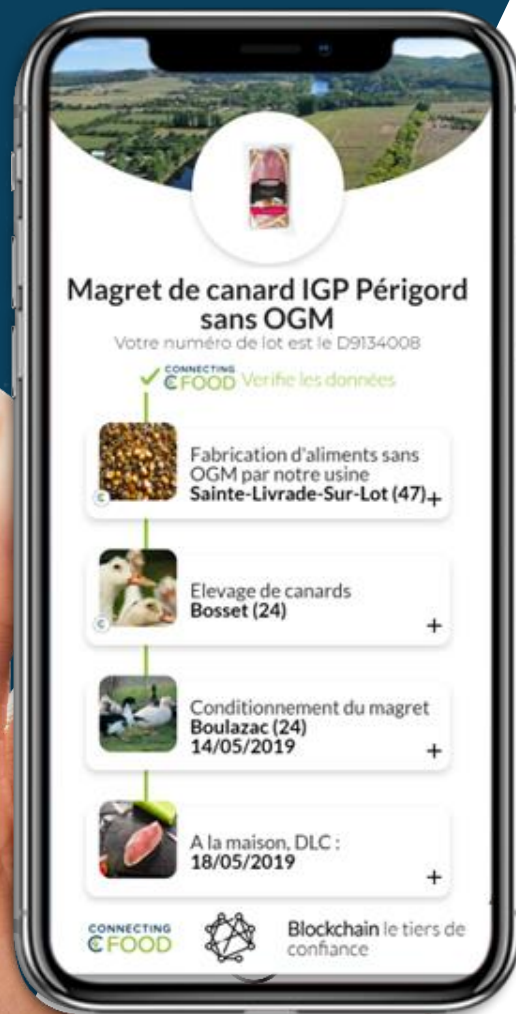 Magret de canard IGP Périgord
sans OGM
Votre numéro de lot est le D9134008
CONNECTING
FOOD Verifie les données
Fabrication d'aliments sans
OGM par notre usine
Sainte-Livrade-Sur-Lot (47)
+
Elevage de canards
Bosset (24)
+
Conditionnement du magret
Boulazac (24)
14/05/2019
+
A la maison, DLC :
18/05/2019
+
CONNECTING
FOOD
Blockchain le tiers de
confiance